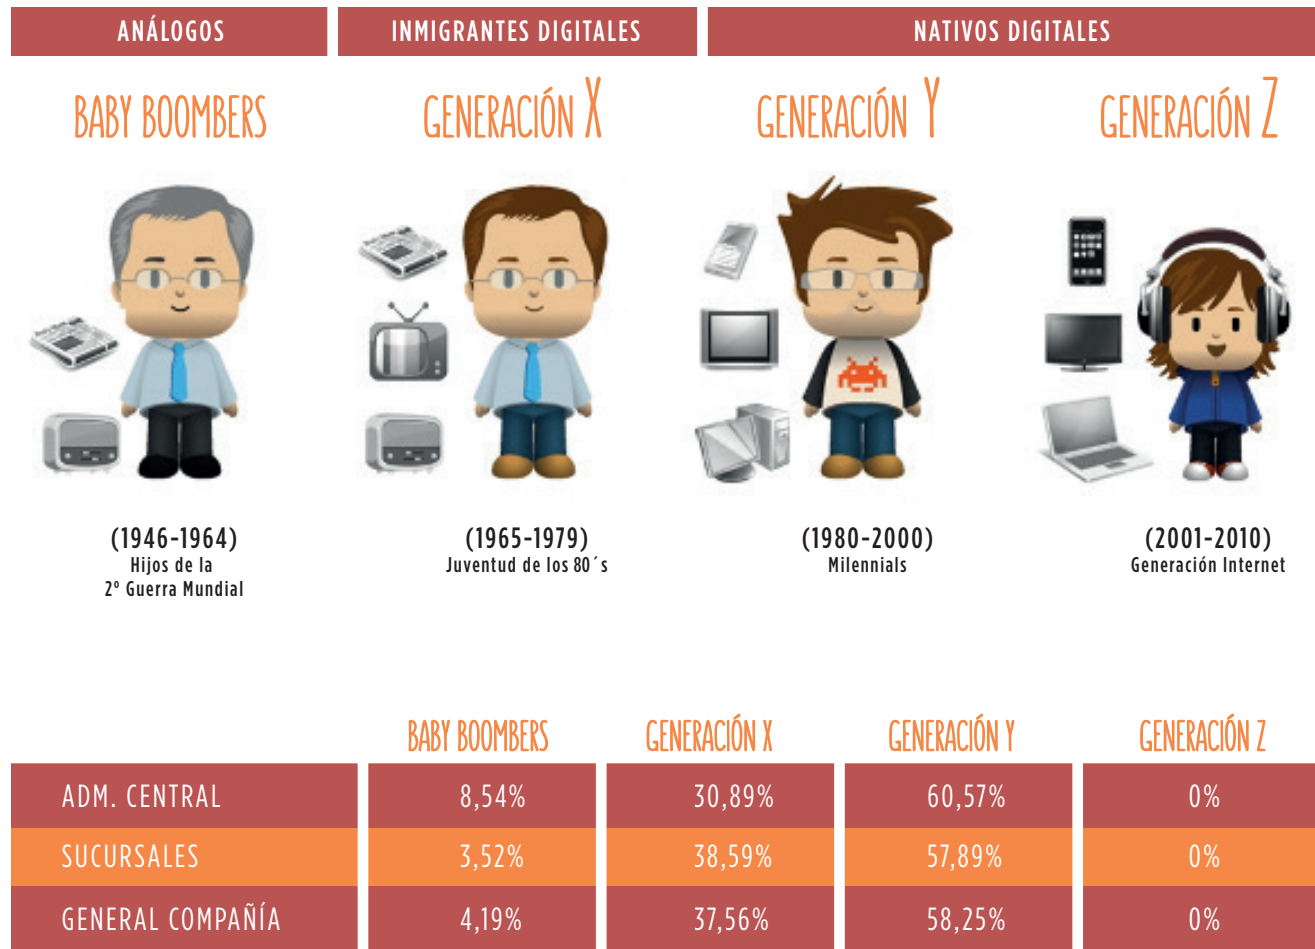 ANÁLOGOS
INMIGRANTES DIGITALES
NATIVOS DIGITALES
BABY BOOMBERS
GENERACIÓN X
GENERACIÓN Y
GENERACIÓN Z
(1946-1964)
Hijos de la
2º Guerra Mundial
(1965-1979)
Juventud de los 80´s
(1980-2000)
Milennials
(2001-2010)
Generación Internet
BABY BOOMBERS GENERACIÓN X GENERACIÓN Y GENERACIÓN Z
ADM. CENTRAL 8,54% 30,89% 60,57% 0%
SUCURSALES 3,52% 38,59% 57,89% 0%
GENERAL COMPAÑÍA 4,19% 37,56% 58,25% 0%